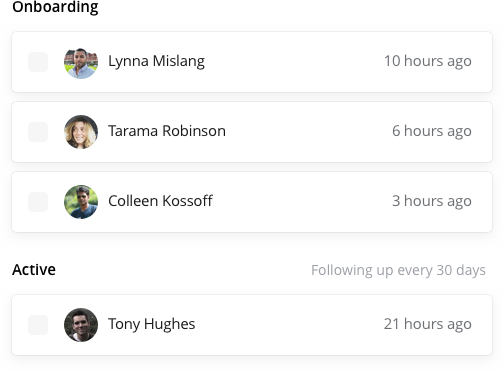 Onboarding
Lynna Mislang 10 hours ago
Tarama Robinson 6 hours ago
Colleen Kossoff 3 hours ago
Active Following up every 30 days
Tony Hughes 21 hours ago